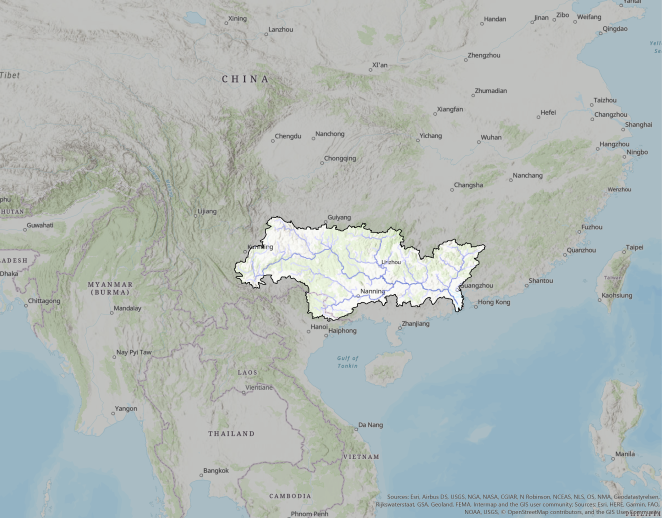 Yantai
Xining
Handan
Jinan
Zibo
Weifang
Lanzhou
Qingdao
Zhengzhou
Xi'an
Tibet
CHINA
Zhumadian
Taizhou
Xiangfan
Hefei
Changzhou
Shanghai
Chengdu
Nanchong
Yichang
Wuhan
Hangzhou
Ningbo
Chongqing
Nanchang
Changsha
Wenzhou
Lijiang
Guiyang
Guwahati
Fuzhou
Kunming
Taipei
Quanzhou
Liuzhou
Dhaka
MYANMAR
(BURMA)
Guangzhou
Shantou
Taiwan
Nanning
Kaohsiung
Chittagong
Hong Kong
Mandalay
Hanoi
Haiphong
Zhanjiang
Nay Pyi Taw
Gulf of
Tonkin
LAOS
Vientiane
Yangon
Da Nang
THAILAND
VIETNAM
Manila
Bangkok
CAMBODIA
Sources: Esri, Airbus DS, USGS, NGA, NASA, CGIAR, N Robinson, NCEAS, NLS, OS, NMA, Geodatastyrelsen,
Rijkswaterstaat, GSA, Geoland, FEMA, Intermap and the GIS user community; Sources: Esri, HERE, Garmin, FAO,
NOAA, USGS, © OpenStreetMap contributors, and the GIS User Community
Phnom Penh